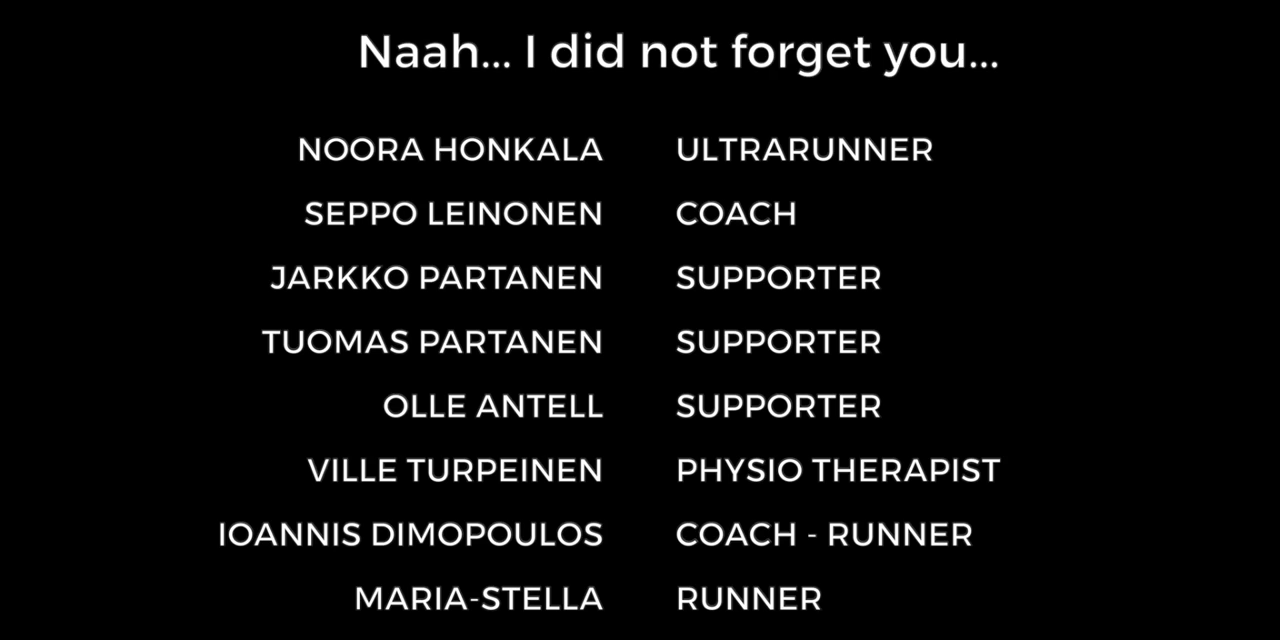 Naah... I did not forget you...
NOORA HONKALA ULTRARUNNER
SEPPO LEINONEN COACH
JARKKO PARTANEN SUPPORTER
TUOMAS PARTANEN SUPPORTER
OLLE ANTELL SUPPORTER
VILLE TURPEINEN PHYSIO THERAPIST
IOANNIS DIMOPOULOS COACH - RUNNER
MARIA-STELLA RUNNER